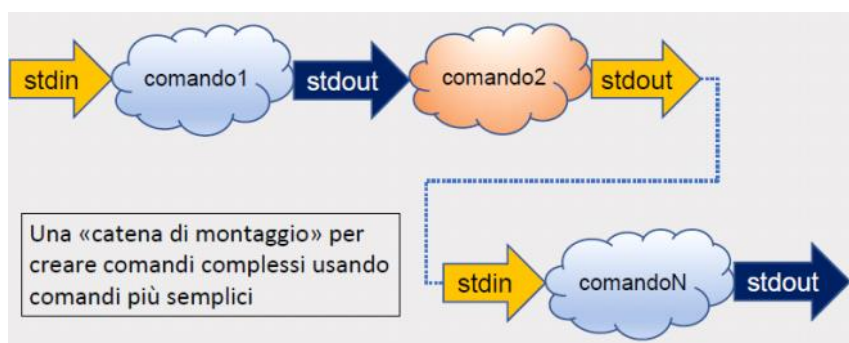 stdin
comando1
stdout
comando2
stdout
Una «catena di montaggio» per
creare comandi complessi usando
comandi più semplici
stdin
comandoN
stdout